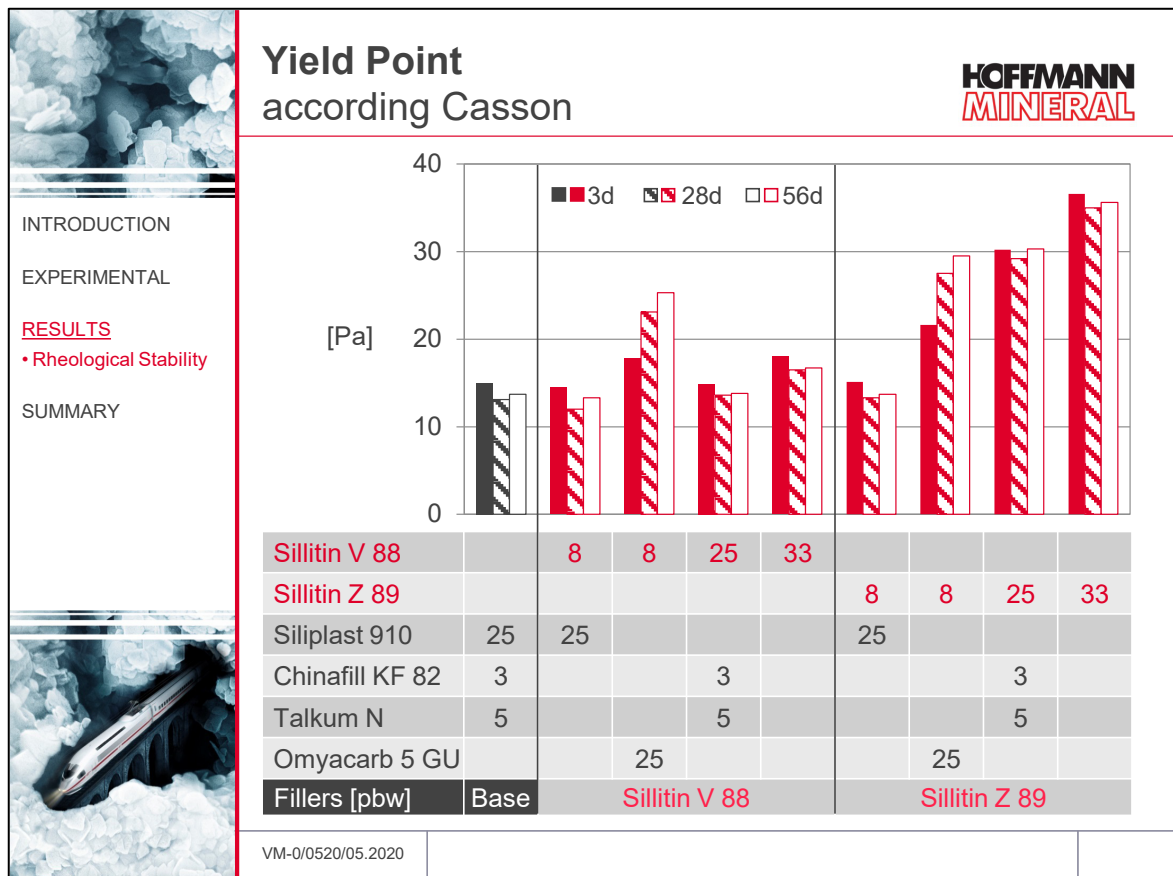 Yield Point
according Casson
HOFFMANN
MINERAL
INTRODUCTION
EXPERIMENTAL
RESULTS
• Rheological Stability
SUMMARY
40
30
20
10
0
[Pa]
3d 28d 56d
Sillitin V 88 8 8 25 33
Sillitin Z 89 8 8 25 33
Siliplast 910 25 25 25
Chinafill KF 82 3 3 3
Talkum N 5 5 5
Omyacarb 5 GU 25 25
Fillers [pbw] Base Sillitin V 88 Sillitin Z 89
VM-0/0520/05.2020